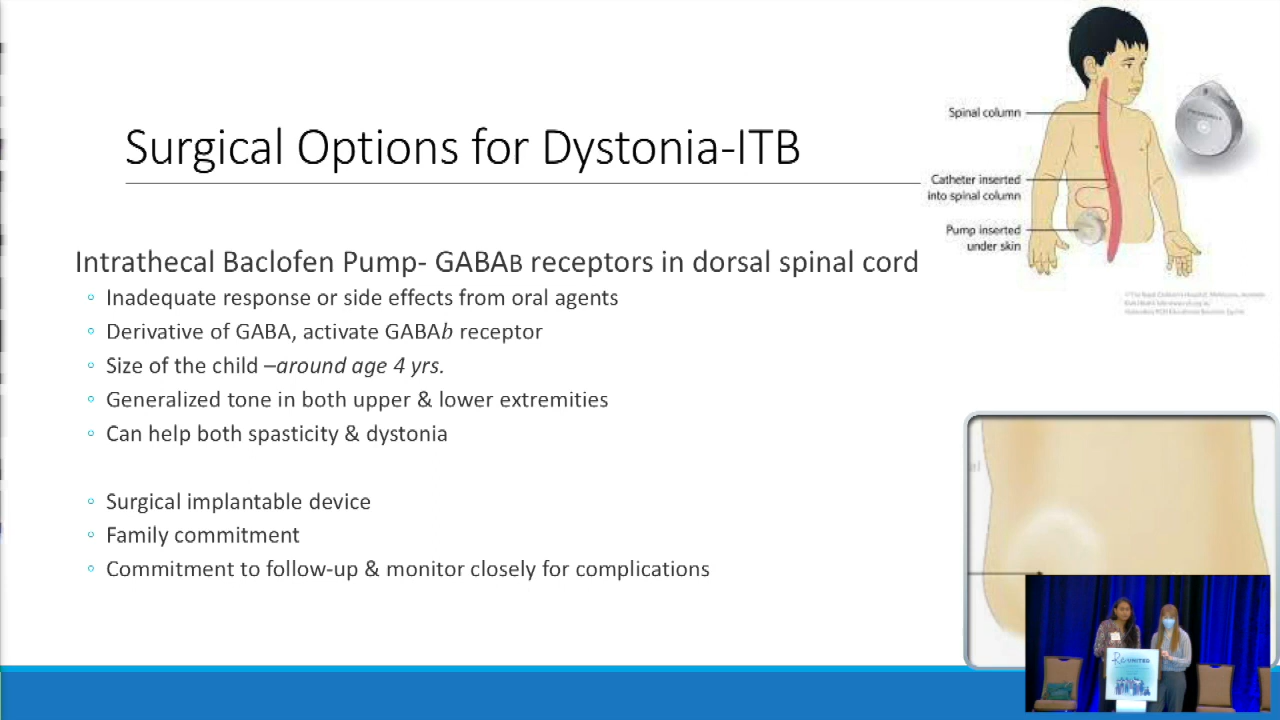 Surgical Options for Dystonia-ITB
Spinal column
Catheter inserted
into spinal column
Pump inserted
under skin
Intrathecal Baclofen Pump- GABAB receptors in dorsal spinal cord
◦ Inadequate response or side effects from oral agents
◦ Derivative of GABA, activate GABAb receptor
◦ Size of the child –around age 4 yrs.
◦ Generalized tone in both upper & lower extremities
◦ Can help both spasticity & dystonia
◦ Surgical implantable device
◦ Family commitment
◦ Commitment to follow-up & monitor closely for complications
UNITED